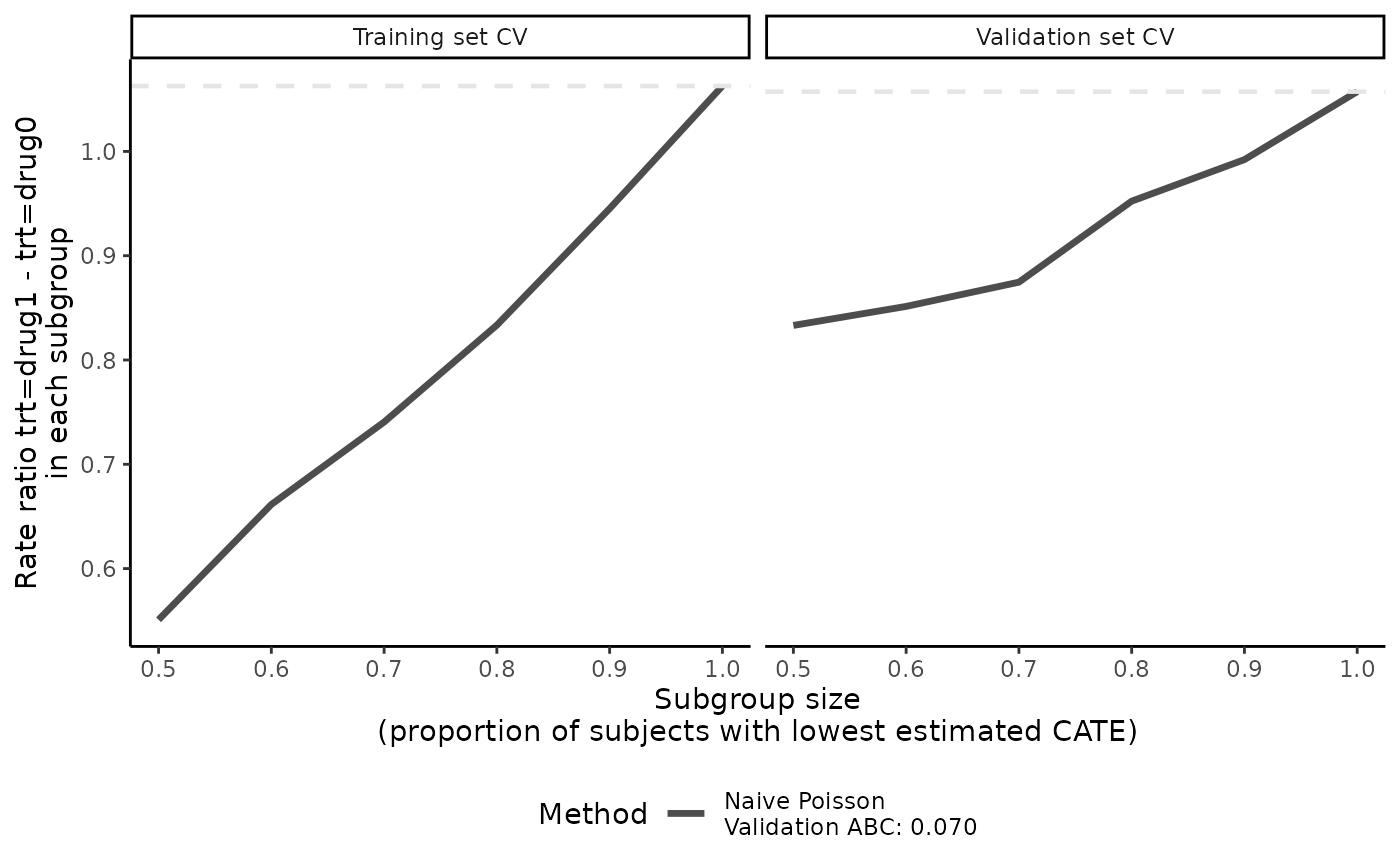 Training set CV
Validation set CV
Rate ratio trt=drug1 - trt=drug0
in each subgroup
1.0
0.9
0.8
0.7
0.6
0.5 0.6 0.7 0.8 0.9 1.0
0.5 0.6 0.7 0.8 0.9 1.0
Subgroup size
(proportion of subjects with lowest estimated CATE)
Method
Naive Poisson
Validation ABC: 0.070